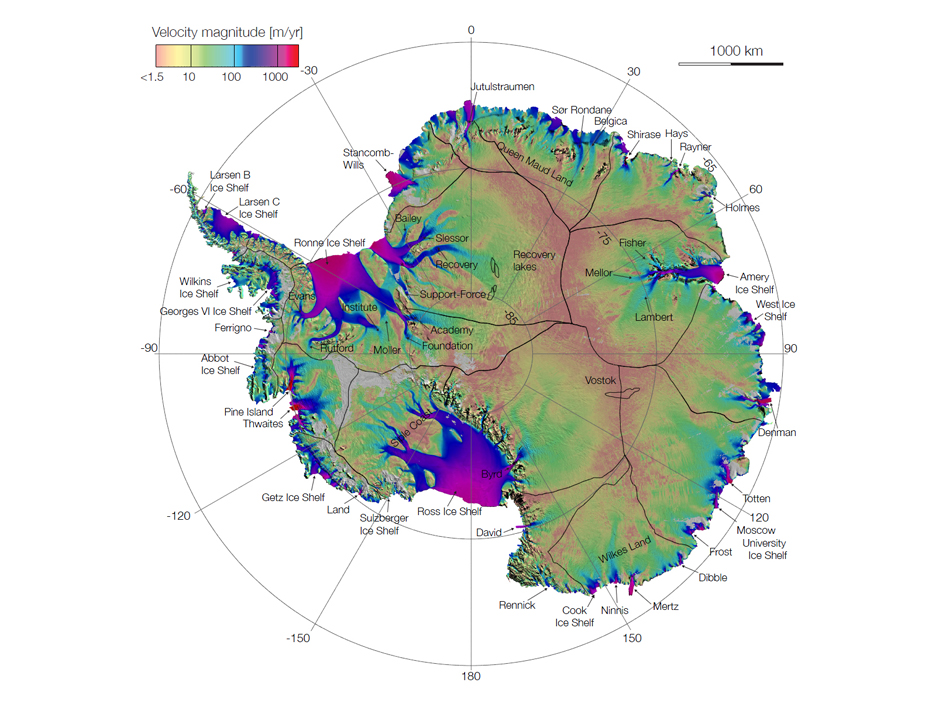 Velocity magnitude [m/yr]
<1.5
10
100
1000
0
1000 km
-30
30
Jutulstraumen
Sør Rondane
Belgica
Shirase
Hays
Rayner
-65
Queen Maud Land
Stancomb-
Wills
-60
Larsen B
Ice Shelf
Larsen C
Ice Shelf
60
Holmes
Bailey
Slessor
Ronne Ice Shelf
-75
Fisher
Recovery
Recovery
lakes
Mellor
Amery
Ice Shelf
Wilkins
Ice Shelf
Evans
Support-Force
Georges VI Ice Shelf
Institute
West Ice
Shelf
Lambert
-85
Ferrigno
Academy
Rutford
Moller
Foundation
-90
90
Abbot
Ice Shelf
Vostok
Pine Island
Thwaites
Siple Coast
Denman
Byrd
Getz Ice Shelf
Land
Sulzberger
Ice Shelf
Ross Ice Shelf
Totten
-120
120
Moscow
University
Ice Shelf
David
Frost
Wilkes Land
Dibble
Rennick
Cook
Ice Shelf
Ninnis
Mertz
-150
150
180